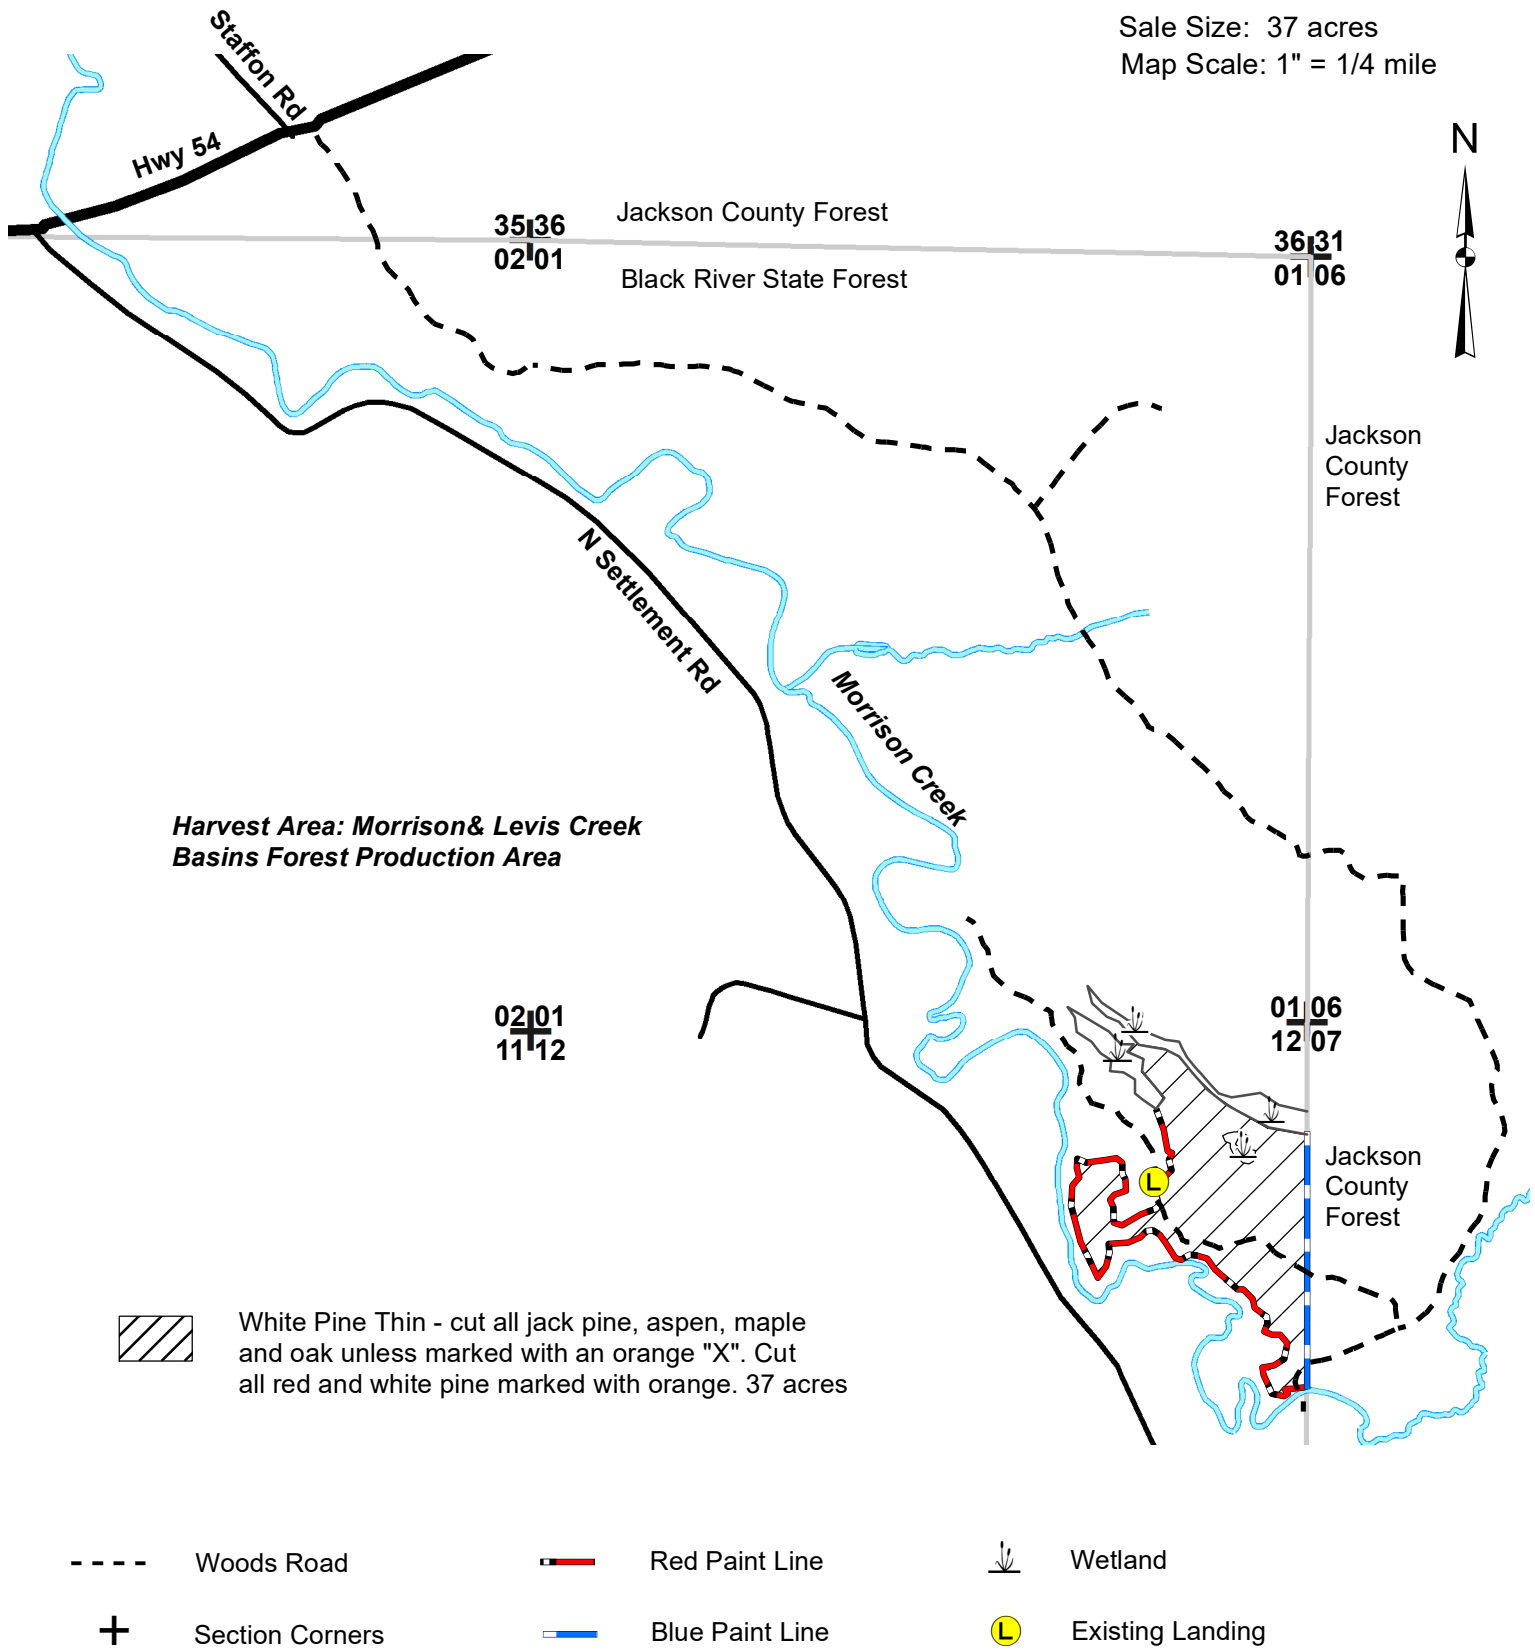 Sale Size: 37 acres
Map Scale: 1" = 1/4 mile
Staffon Rd
Hwy 54
N
35 36
02 01
Jackson County Forest
Black River State Forest
36 31
01 06
Jackson
County
Forest
N Settlement Rd
Morrison Creek
Harvest Area: Morrison& Levis Creek
Basins Forest Production Area
02 01
11 12
01 06
12 07
Jackson
County
Forest
L
White Pine Thin - cut all jack pine, aspen, maple
and oak unless marked with an orange "X". Cut
all red and white pine marked with orange. 37 acres
Woods Road
Red Paint Line
Wetland
Section Corners
Blue Paint Line
L Existing Landing